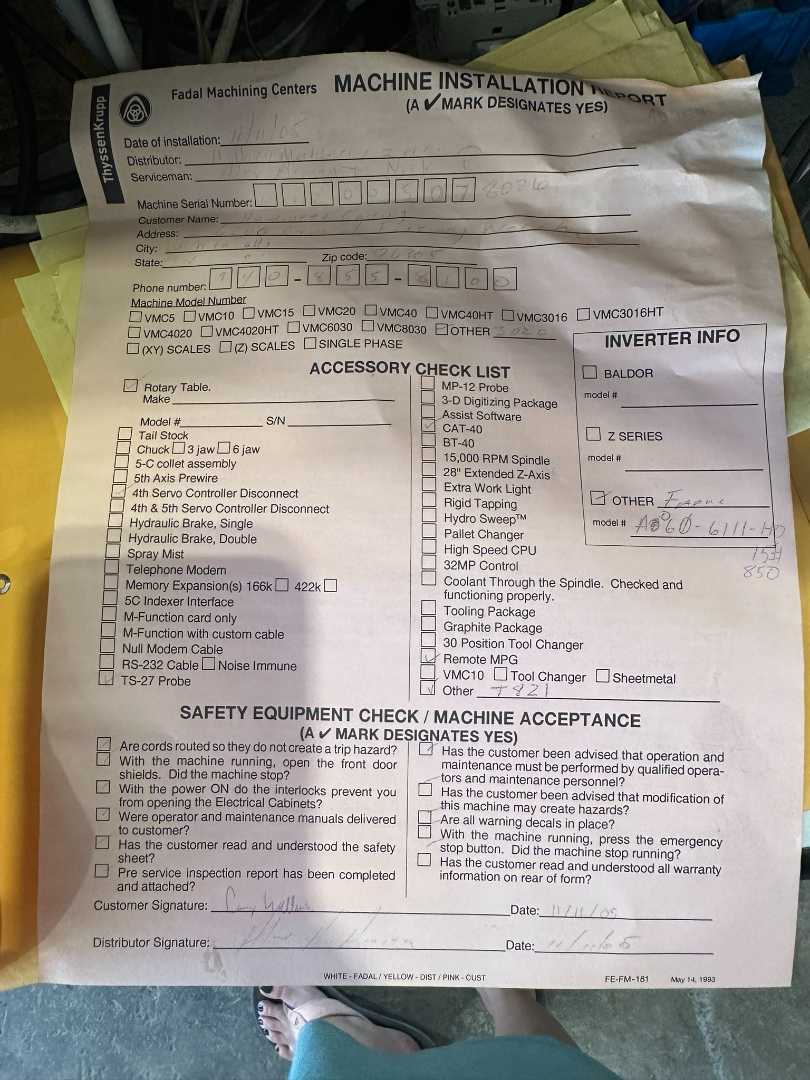 ThyssenKrupp
Fadal Machining Centers MACHINE INSTALLATION REPORT
(A ✓ MARK DESIGNATES YES)
Date of installation: 11/11/05
Distributor:
Serviceman:
Machine Serial Number:
Customer Name:
Address:
City:
State: Zip code:
Phone number: 740-855-8100
Machine Model Number
☐ VMC5 ☐ VMC10 ☐ VMC15 ☐ VMC20 ☐ VMC40 ☐ VMC40HT ☐ VMC3016 ☐ VMC3016HT
☐ VMC4020 ☐ VMC4020HT ☐ VMC6030 ☐ VMC8030 ☑ OTHER
☐ (XY) SCALES ☐ (Z) SCALES ☐ SINGLE PHASE
INVERTER INFO
☐ BALDOR
model #
☐ Z SERIES
model #
☑ OTHER Fanuc
model #
850
ACCESSORY CHECK LIST
☑ Rotary Table.
Make
Model # S/N
☐ Tail Stock
☐ Chuck ☐ 3 jaw ☐ 6 jaw
☐ 5-C collet assembly
☐ 5th Axis Prewire
☑ 4th Servo Controller Disconnect
☐ 4th & 5th Servo Controller Disconnect
☐ Hydraulic Brake, Single
☐ Hydraulic Brake, Double
☐ Spray Mist
☐ Telephone Modem
☐ Memory Expansion(s) 166k ☐ 422k ☐
☐ 5C Indexer Interface
☐ M-Function card only
☐ M-Function with custom cable
☐ Null Modem Cable
☐ RS-232 Cable ☐ Noise Immune
☑ TS-27 Probe
☐ MP-12 Probe
☐ 3-D Digitizing Package
Assist Software
☑ CAT-40
☐ BT-40
☐ 15,000 RPM Spindle
☐ 28" Extended Z-Axis
☐ Extra Work Light
☐ Rigid Tapping
☐ Hydro Sweep™
☐ Pallet Changer
☐ High Speed CPU
☐ 32MP Control
☐ Coolant Through the Spindle. Checked and
functioning properly.
☐ Tooling Package
☐ Graphite Package
☐ 30 Position Tool Changer
☑ Remote MPG
☐ VMC10 ☐ Tool Changer ☐ Sheetmetal
☑ Other T821
SAFETY EQUIPMENT CHECK / MACHINE ACCEPTANCE
(A ✓ MARK DESIGNATES YES)
☑ Are cords routed so they do not create a trip hazard?
☑ With the machine running, open the front door
shields. Did the machine stop?
☑ With the power ON do the interlocks prevent you
from opening the Electrical Cabinets?
☑ Were operator and maintenance manuals delivered
to customer?
☑ Has the customer read and understood the safety
sheet?
☐ Pre service inspection report has been completed
and attached?
☑ Has the customer been advised that operation and
maintenance must be performed by qualified opera-
tors and maintenance personnel?
☐ Has the customer been advised that modification of
this machine may create hazards?
☐ Are all warning decals in place?
☐ With the machine running, press the emergency
stop button. Did the machine stop running?
☐ Has the customer read and understood all warranty
information on rear of form?
Customer Signature: Date: 11/11/05
Distributor Signature: Date: 11/11/05
WHITE - FADAL / YELLOW - DIST / PINK - CUST FE-FM-181 May 14, 1993